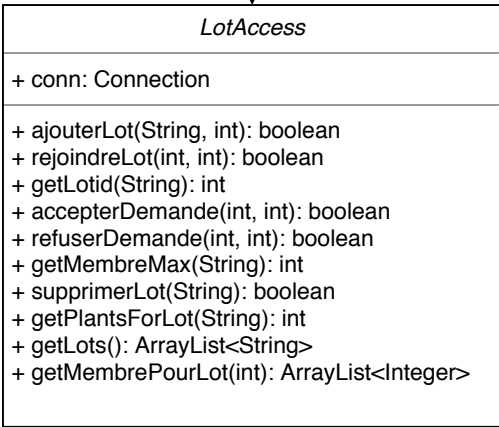 LotAccess
+ conn: Connection
+ ajouterLot(String, int): boolean
+ rejoindreLot(int, int): boolean
+ getLotid(String): int
+ accepterDemande(int, int): boolean
+ refuserDemande(int, int): boolean
+ getMembreMax(String): int
+ supprimerLot(String): boolean
+ getPlantsForLot(String): int
+ getLots(): ArrayList<String>
+ getMembrePourLot(int): ArrayList<Integer>